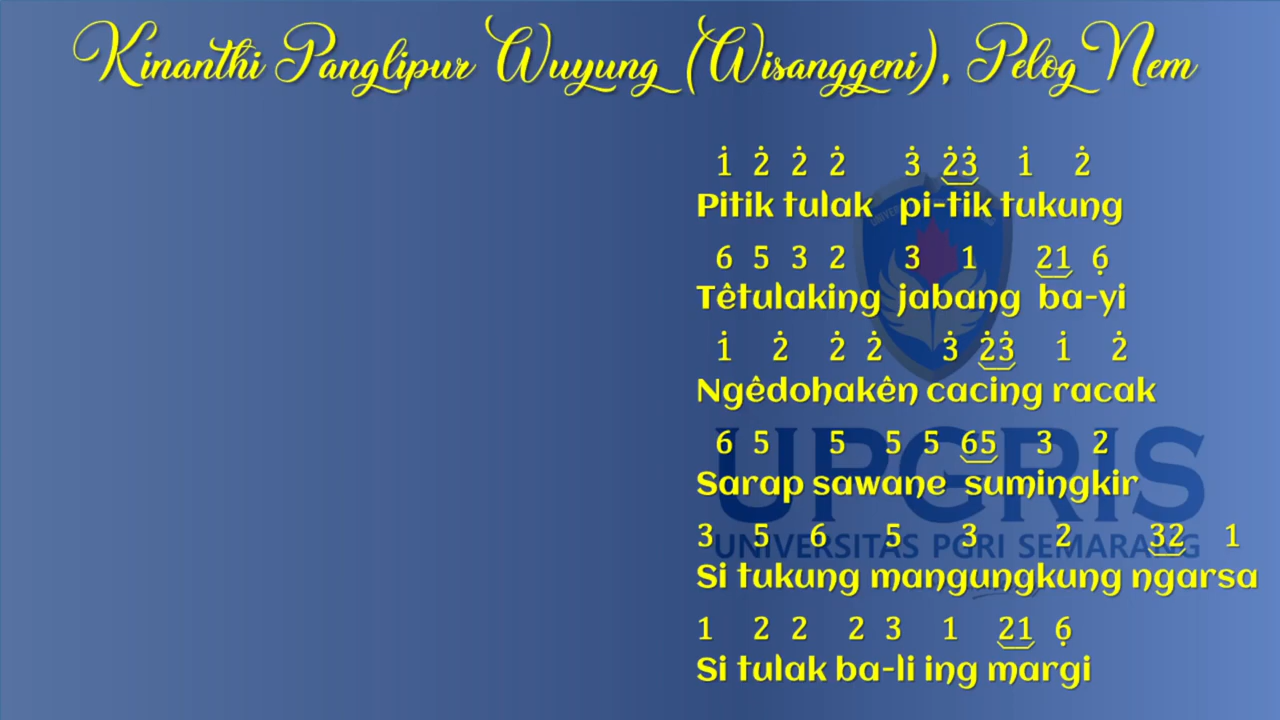 Kinanthi Panglipur Wuyung (Wisanggeni), Pelog Nem
1̇ 2̇ 2̇ 2̇ 3̇ 2̇3̇ 1̇ 2̇
Pitik tulak pi-tik tukung
6 5 3 2 3 1 21 6̣
Têtulaking jabang ba-yi
1̇ 2̇ 2̇ 2̇ 3̇ 2̇3̇ 1̇ 2̇
Ngêdohakên cacing racak
6 5 5 5 5 65 3 2
Sarap sawane sumingkir
3 5 6 5 3 2 32 1
Si tukung mangungkung ngarsa
1 2 2 2 3 1 21 6̣
Si tulak ba-li ing margi
UPGRIS
UNIVERSITAS PGRI SEMARANG